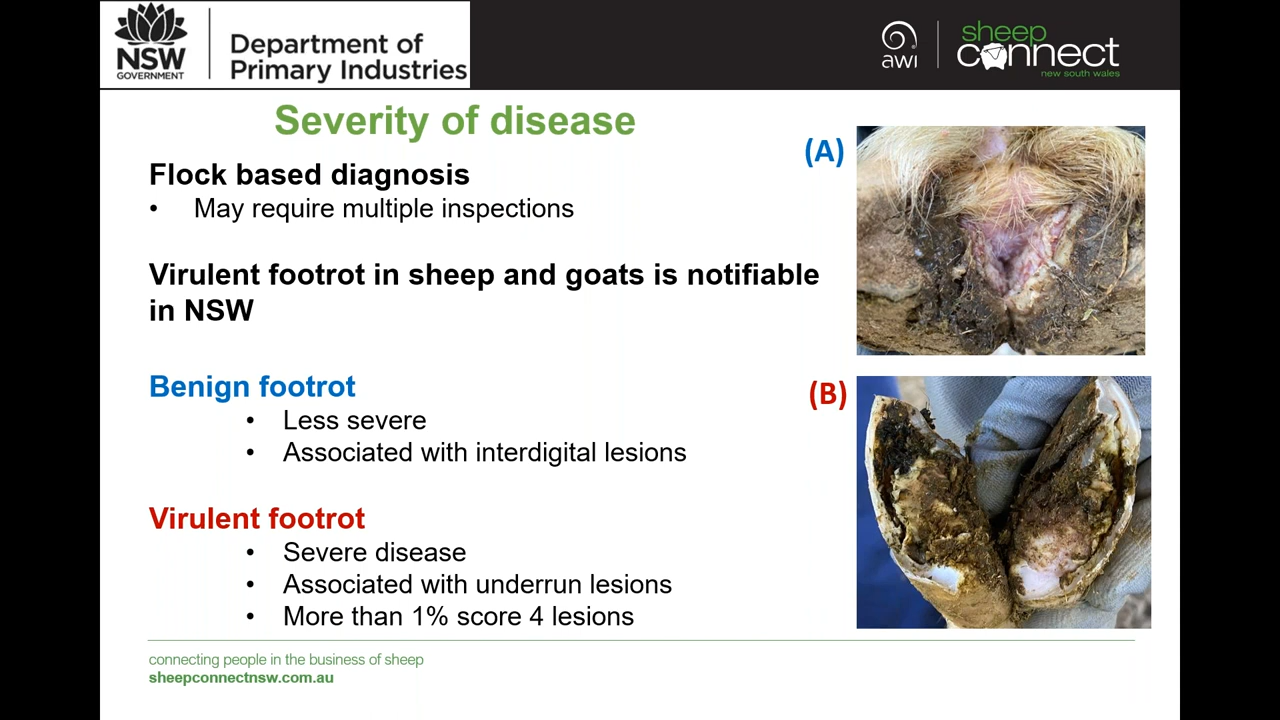 NSW
GOVERNMENT
Department of
Primary Industries
awi
sheep
connect
new south wales
Severity of disease
Flock based diagnosis
• May require multiple inspections
Virulent footrot in sheep and goats is notifiable
in NSW
Benign footrot
• Less severe
• Associated with interdigital lesions
Virulent footrot
• Severe disease
• Associated with underrun lesions
• More than 1% score 4 lesions
(A)
(B)
connecting people in the business of sheep
sheepconnectnsw.com.au